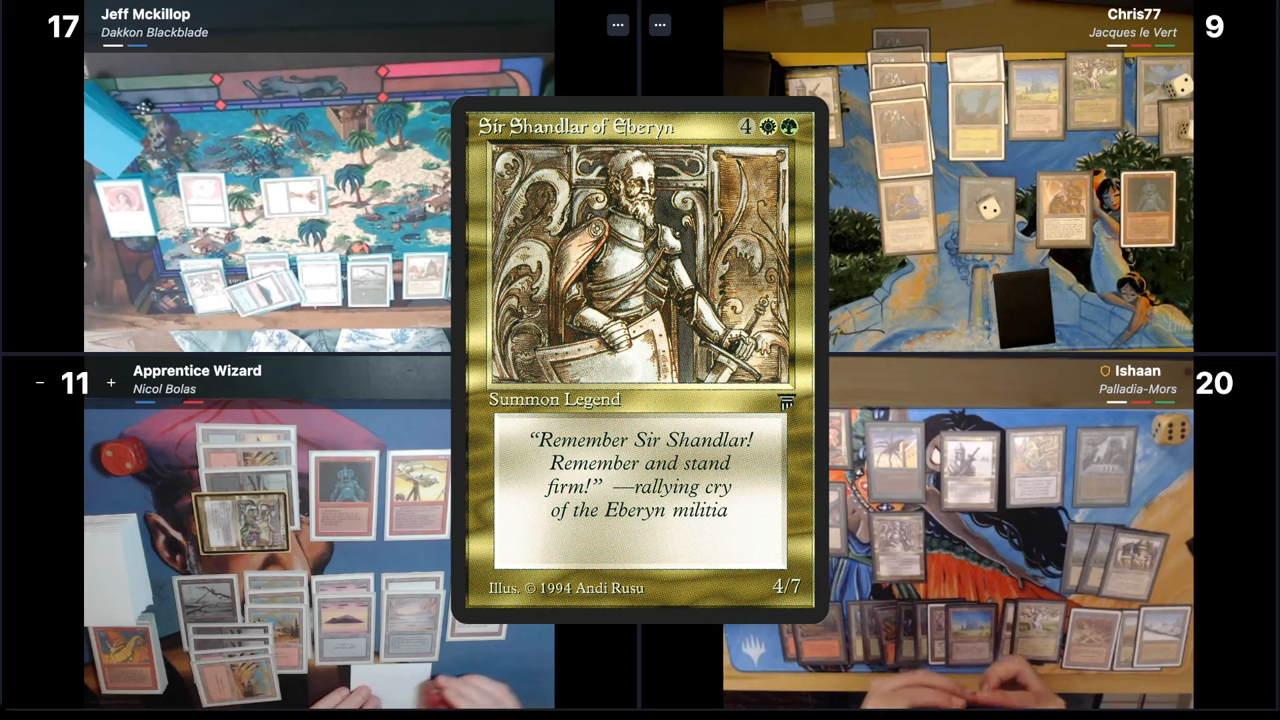 17
Jeff Mckillop
Dakkon Blackblade
Chris77
Jacques le Vert
9
Sir Shandlar of Eberyn 4
Summon Legend
“Remember Sir Shandlar!
Remember and stand
firm!” —rallying cry
of the Eberyn militia
Illus. © 1994 Andi Rusu
4/7
− 11 +
Apprentice Wizard
Nicol Bolas
Ishaan
Palladia-Mors
20